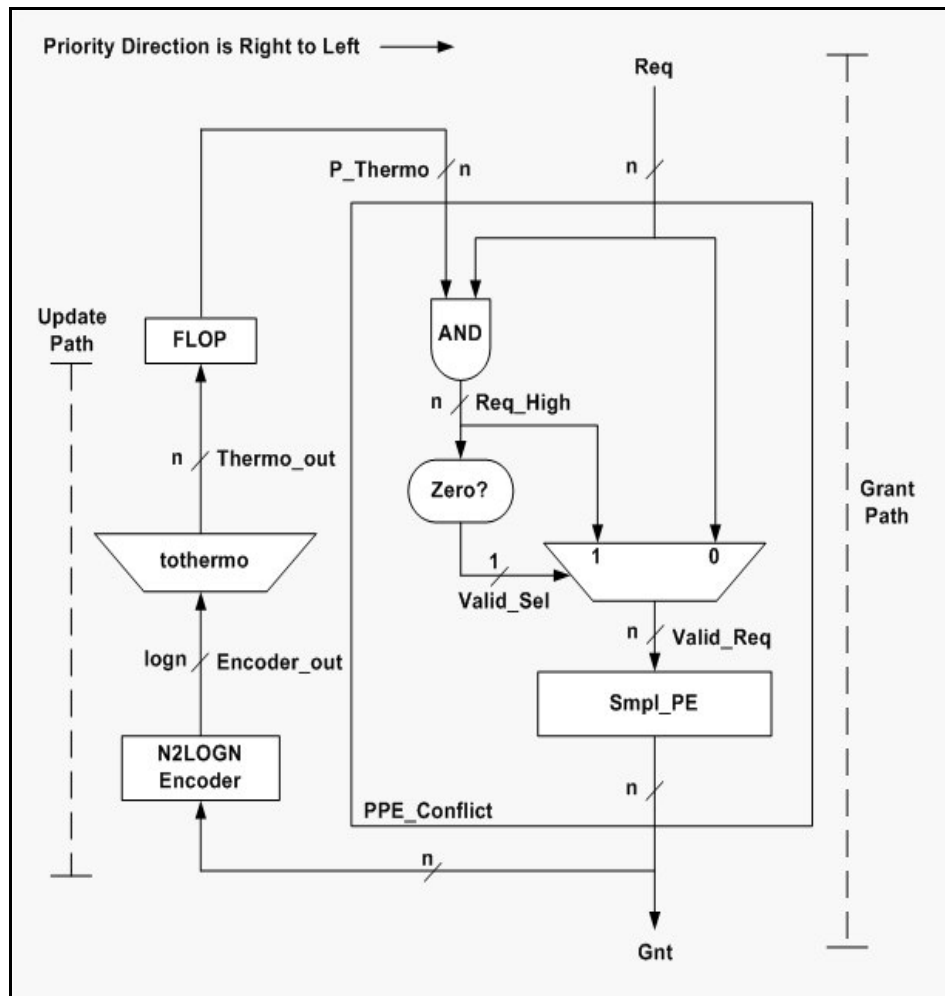 Priority Direction is Right to Left
Req
P_Thermo
n
n
Update
Path
FLOP
AND
n
Req_High
n
Thermo_out
Zero?
Grant
Path
1
0
tothermo
1
Valid_Sel
n
Valid_Req
logn
Encoder_out
Smpl_PE
N2LOGN
Encoder
n
PPE_Conflict
n
Gnt